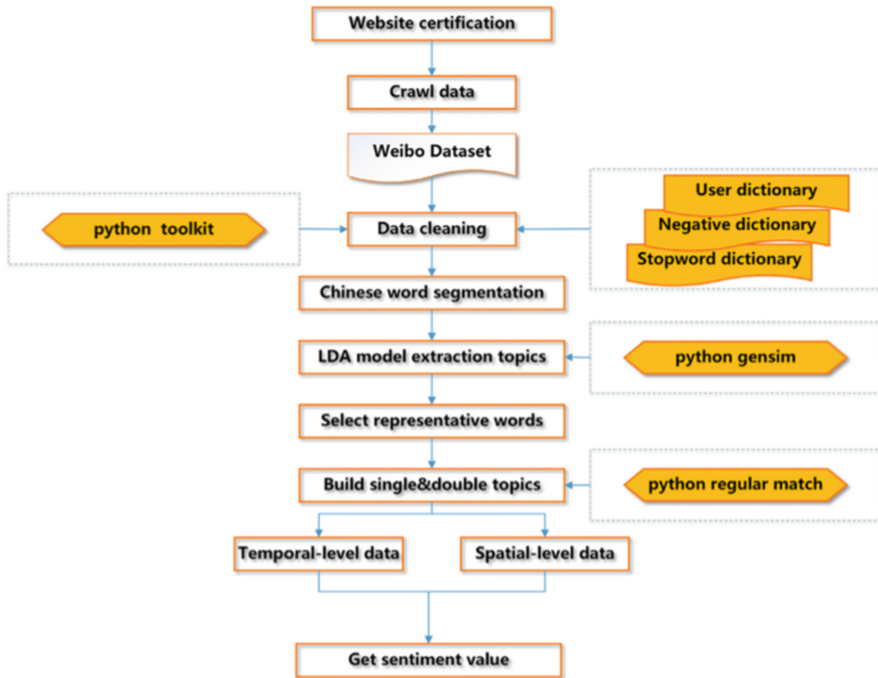 Website certification
Crawl data
Weibo Dataset
User dictionary
Negative dictionary
Stopword dictionary
python toolkit
Data cleaning
Chinese word segmentation
LDA model extraction topics
python gensim
Select representative words
Build single&double topics
python regular match
Temporal-level data
Spatial-level data
Get sentiment value